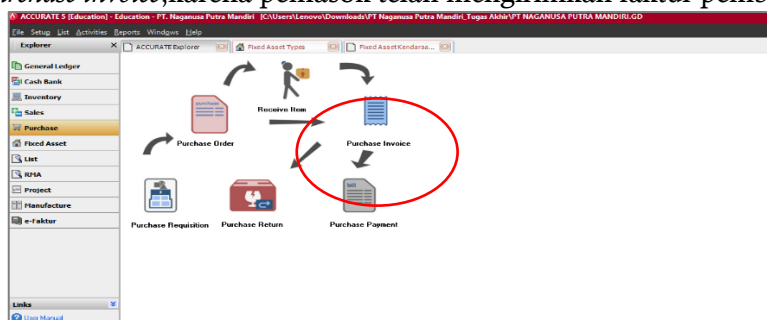 urchase Invoice,karena pemasok telah mengirimkan faktur pemb
ACCURATE 5 [Education] - Education - PT. Naganusa Putra Mandiri [C:\Users\Lenovo\Downloads\PT Naganusa Putra Mandiri_Tugas Akhir\PT NAGANUSA PUTRA MANDIRI.GD
File Setup List Activities Reports Windows Help
Explorer X ACCURATE Explorer Fixed Asset Types Fixed Asset Kendaraa...
General Ledger
Cash Bank
Inventory
Sales
Purchase
Fixed Asset
List
RMA
Project
Manufacture
e-Faktur
Receive Item
purchase
Purchase Order
Purchase Invoice
bill
Purchase Requisition
Purchase Return
Purchase Payment
Links
User Manual